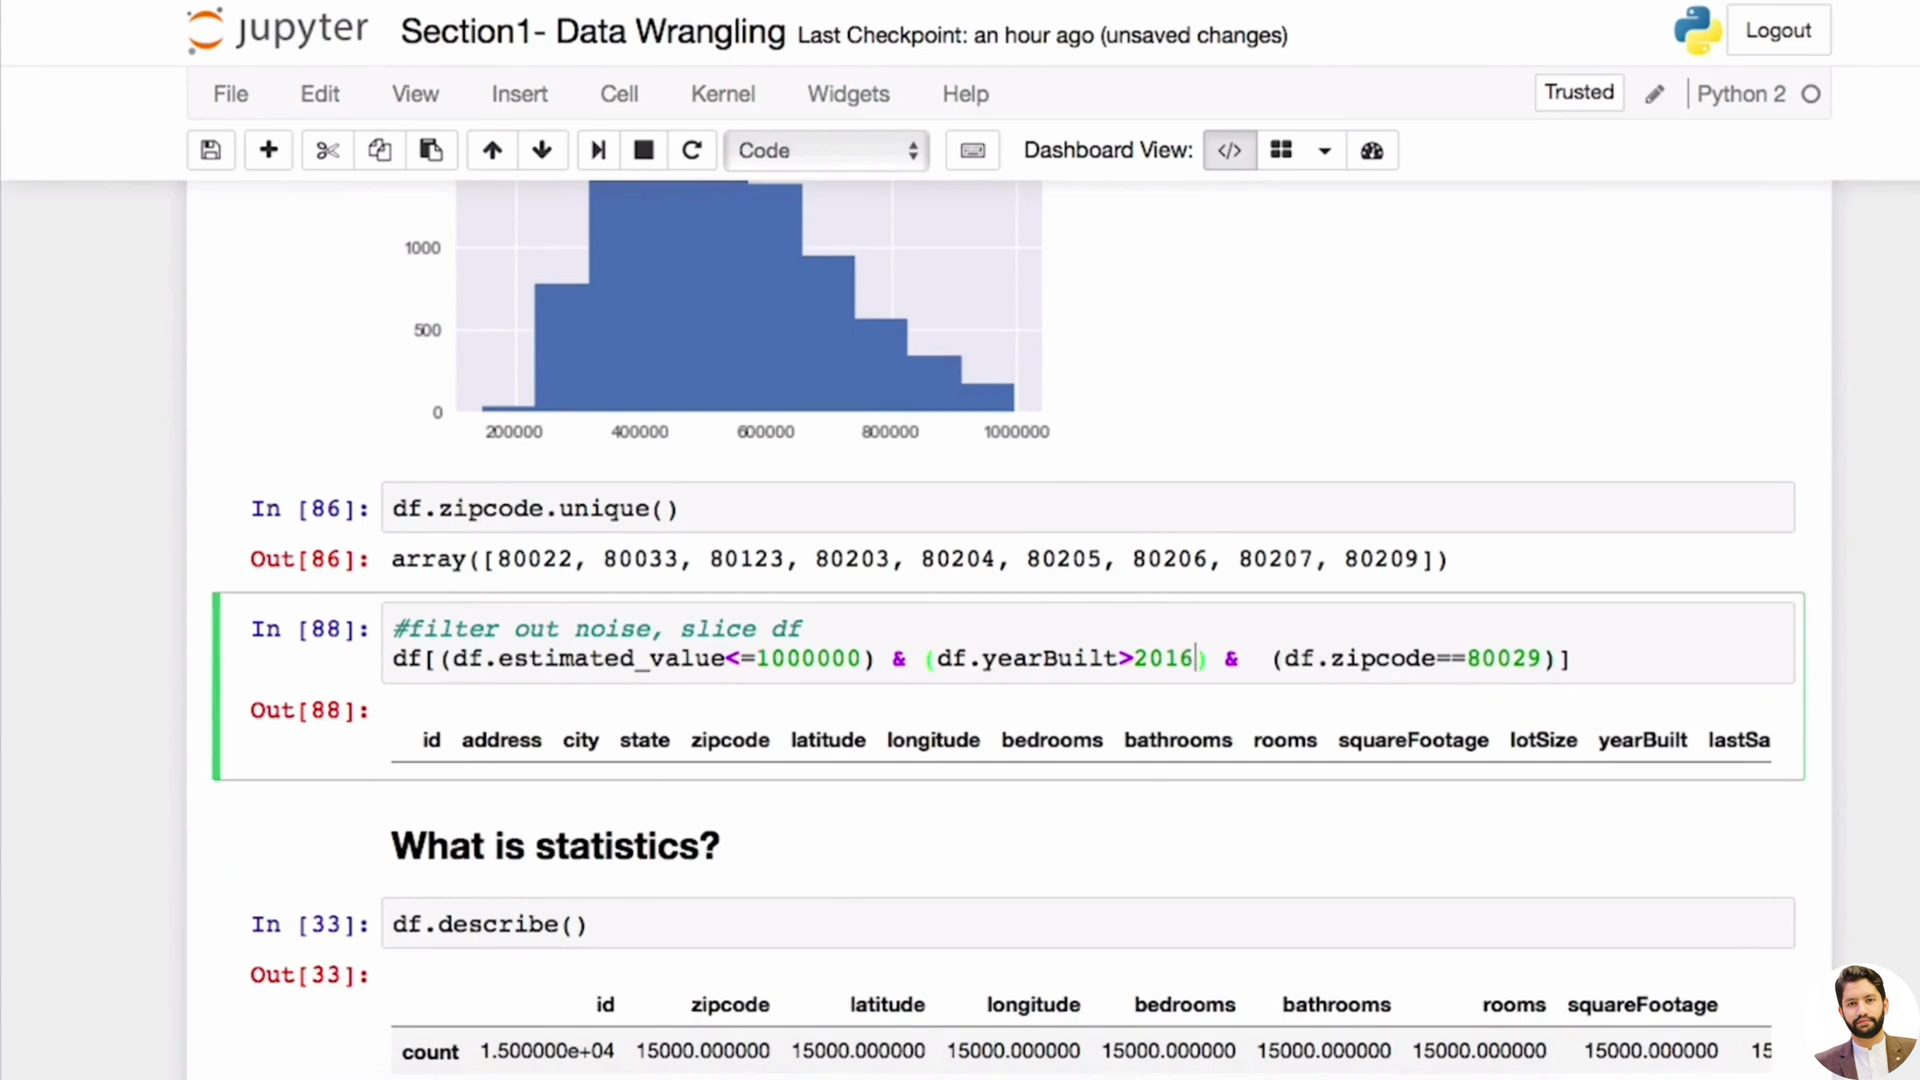 jupyter Section1- Data Wrangling Last Checkpoint: an hour ago (unsaved changes) Logout
File Edit View Insert Cell Kernel Widgets Help Trusted Python 2
Code Dashboard View:
1000
500
0
200000 400000 600000 800000 1000000
In [86]: df.zipcode.unique()
Out[86]: array([80022, 80033, 80123, 80203, 80204, 80205, 80206, 80207, 80209])
In [88]: #filter out noise, slice df
df[(df.estimated_value<=1000000) & (df.yearBuilt>2016) &  (df.zipcode==80029)]
Out[88]:
id address city state zipcode latitude longitude bedrooms bathrooms rooms squareFootage lotSize yearBuilt lastSa
What is statistics?
In [33]: df.describe()
Out[33]:
id zipcode latitude longitude bedrooms bathrooms rooms squareFootage
count 1.500000e+04 15000.000000 15000.000000 15000.000000 15000.000000 15000.000000 15000.000000 15000.000000 15